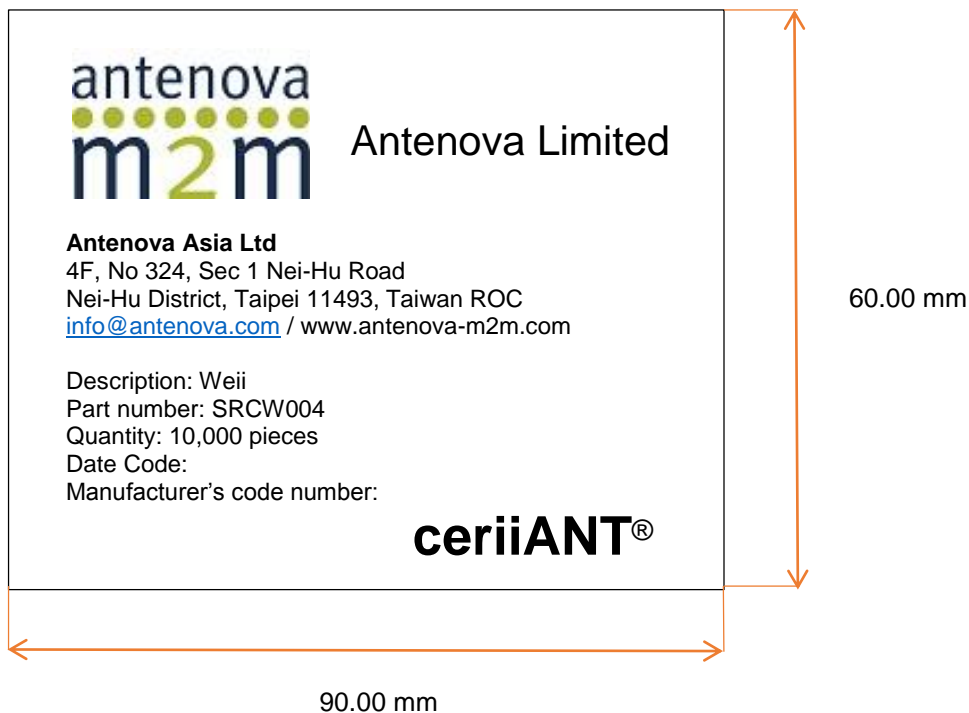 antenova
m2m
Antenova Limited
Antenova Asia Ltd
4F, No 324, Sec 1 Nei-Hu Road
Nei-Hu District, Taipei 11493, Taiwan ROC
info@antenova.com / www.antenova-m2m.com
Description: Weii
Part number: SRCW004
Quantity: 10,000 pieces
Date Code:
Manufacturer’s code number:
ceriiANT®
60.00 mm
90.00 mm